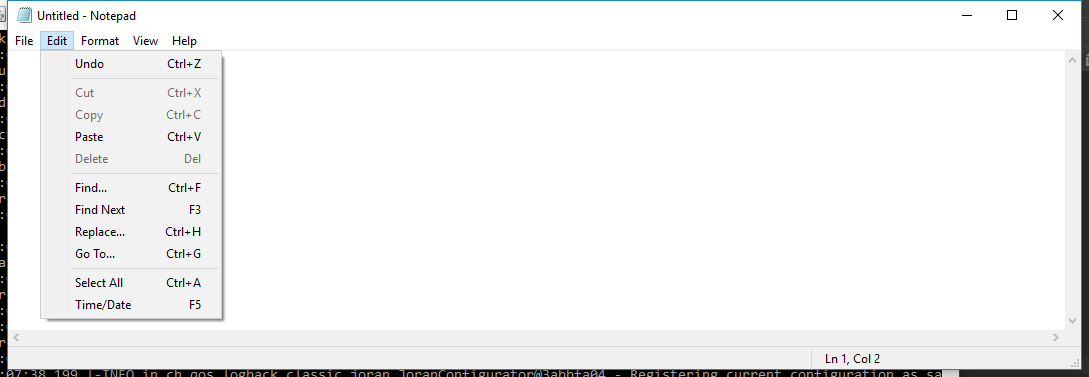 Untitled - Notepad
File Edit Format View Help
Undo Ctrl+Z
Cut Ctrl+X
Copy Ctrl+C
Paste Ctrl+V
Delete Del
Find... Ctrl+F
Find Next F3
Replace... Ctrl+H
Go To... Ctrl+G
Select All Ctrl+A
Time/Date F5
Ln 1, Col 2
:07:38,199 |-INFO in ch.qos.logback.classic.joran.JoranConfigurator@3abbfa04 - Registering current configuration as sa